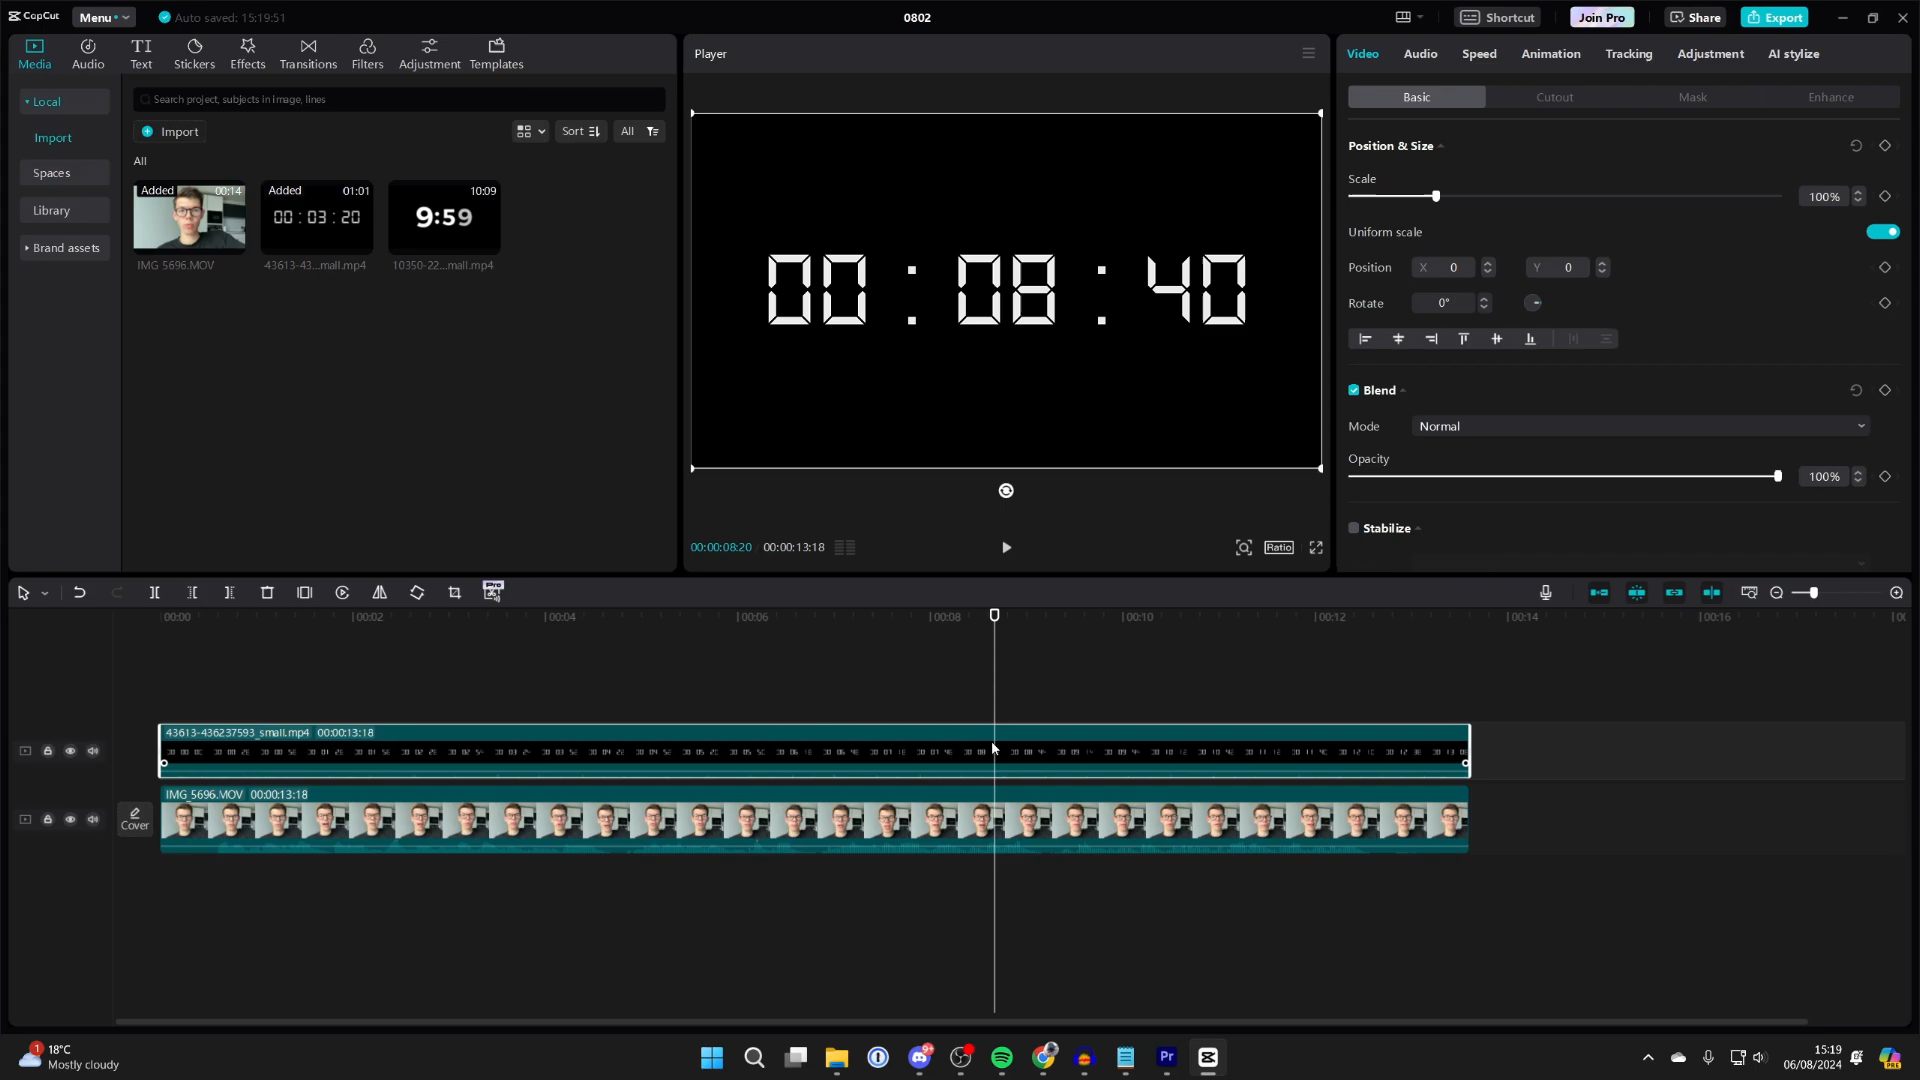 CapCut
Menu
Auto saved: 15:19:51
0802
Shortcut
Join Pro
Share
Export
Media
Audio
Text
Stickers
Effects
Transitions
Filters
Adjustment
Templates
Local
Import
Spaces
Library
Brand assets
Search project, subjects in image, lines
Import
Sort
All
All
Added 00:14
Added 01:01
00:03:20
10:09
9:59
IMG 5696.MOV
43613-43...mall.mp4
10350-22...mall.mp4
Player
00 : 08 : 40
00:00:08:20 / 00:00:13:18
Ratio
Video
Audio
Speed
Animation
Tracking
Adjustment
AI stylize
Basic
Cutout
Mask
Enhance
Position & Size
Scale
100%
Uniform scale
Position X 0 Y 0
Rotate 0°
Blend
Mode Normal
Opacity
100%
Stabilize
Pro
00:00 00:02 00:04 00:06 00:08 00:10 00:12 00:14 00:16
43613-436237593_small.mp4 00:00:13:18
Cover
IMG_5696.MOV 00:00:13:18
1
18°C
Mostly cloudy
9+
Pr
15:19
06/08/2024
PRE